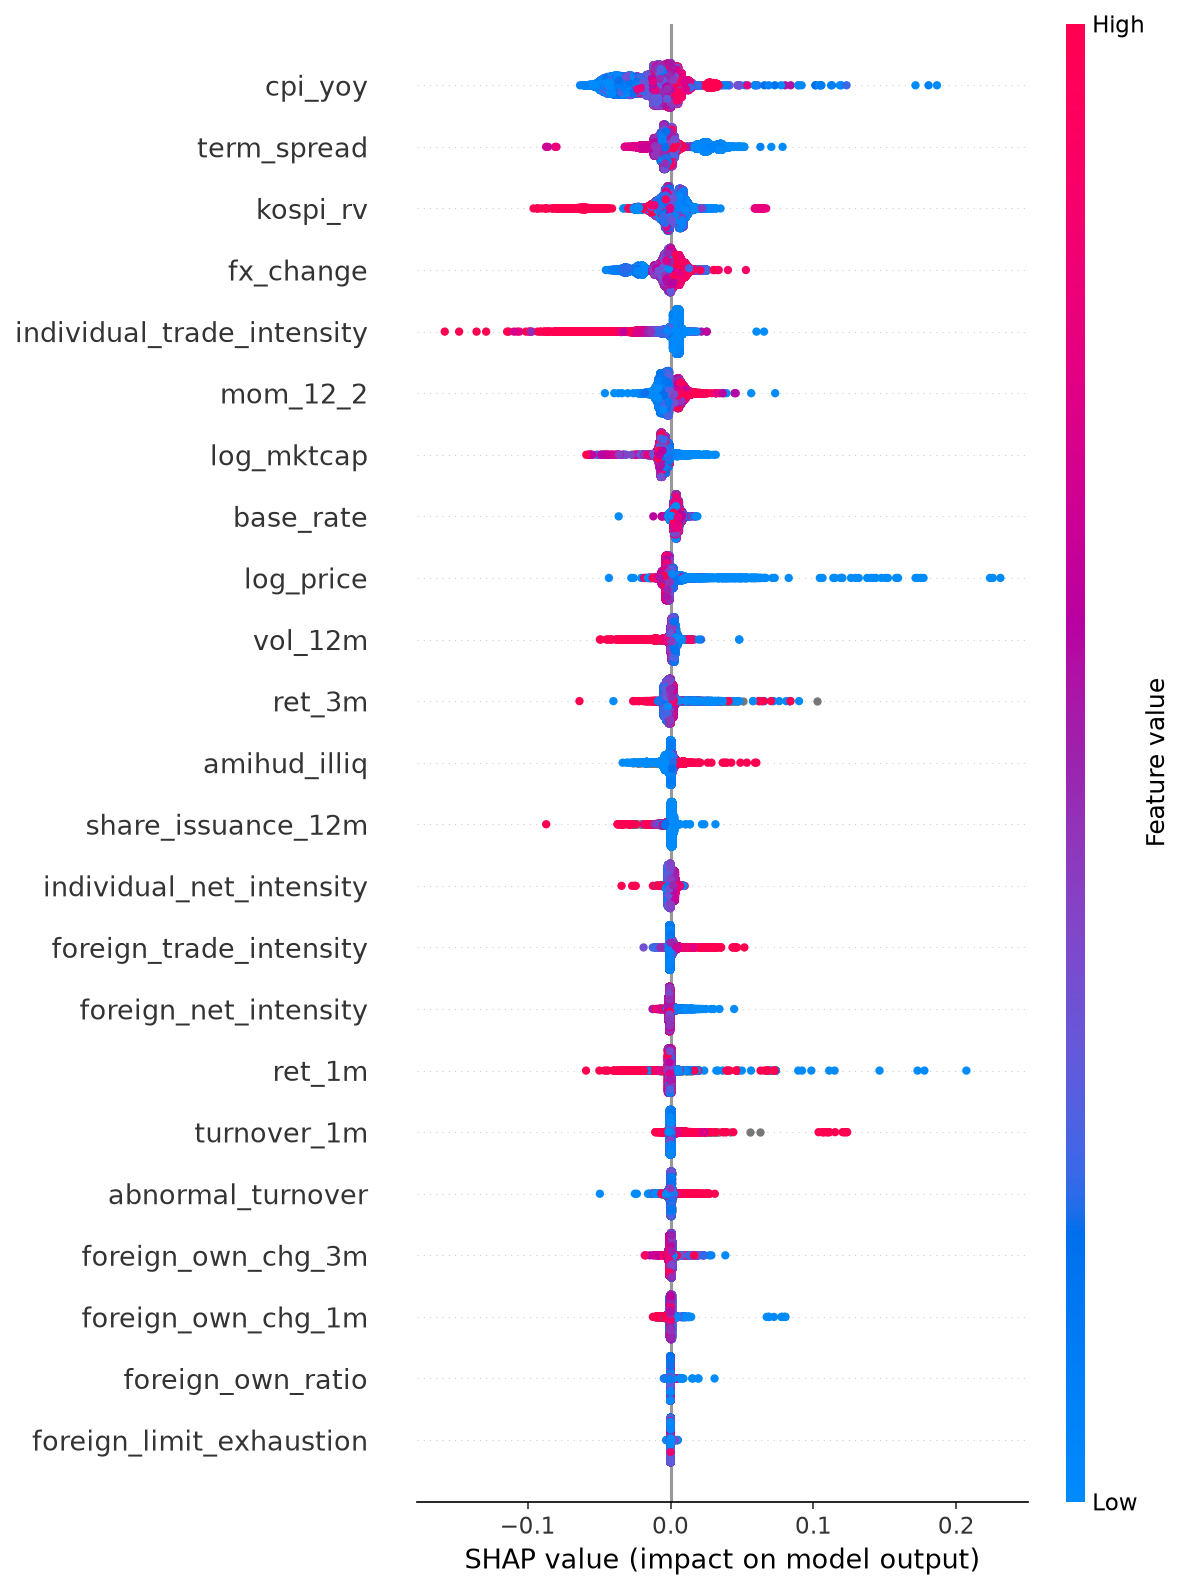 High
cpi_yoy
term_spread
kospi_rv
fx_change
individual_trade_intensity
mom_12_2
log_mktcap
base_rate
log_price
vol_12m
ret_3m
amihud_illiq
share_issuance_12m
individual_net_intensity
foreign_trade_intensity
foreign_net_intensity
ret_1m
turnover_1m
abnormal_turnover
foreign_own_chg_3m
foreign_own_chg_1m
foreign_own_ratio
foreign_limit_exhaustion
Feature value
Low
−0.1 0.0 0.1 0.2
SHAP value (impact on model output)